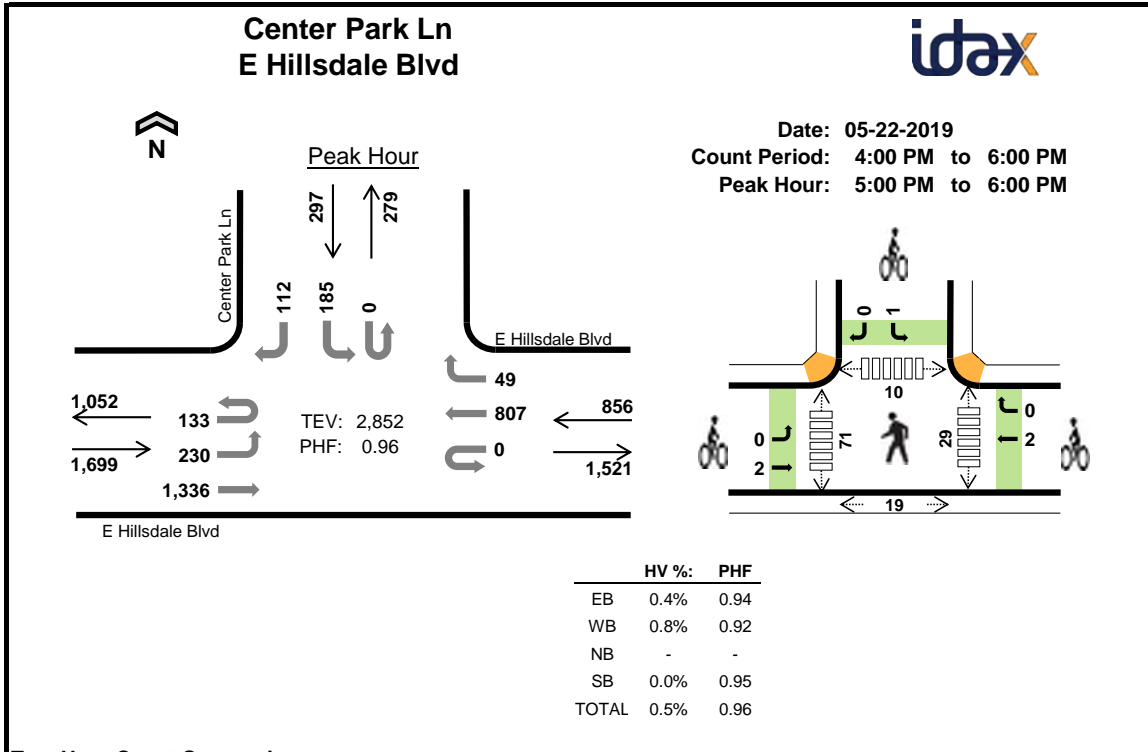 Center Park Ln
E Hillsdale Blvd
idax
N
Peak Hour
Date: 05-22-2019
Count Period: 4:00 PM to 6:00 PM
Peak Hour: 5:00 PM to 6:00 PM
297
279
Center Park Ln
112
185
0
E Hillsdale Blvd
49
807
0
856
1,521
1,052
1,699
133
230
1,336
TEV: 2,852
PHF: 0.96
E Hillsdale Blvd
0
1
10
0
2
71
29
0
2
19
HV %: PHF
EB 0.4% 0.94
WB 0.8% 0.92
NB - -
SB 0.0% 0.95
TOTAL 0.5% 0.96